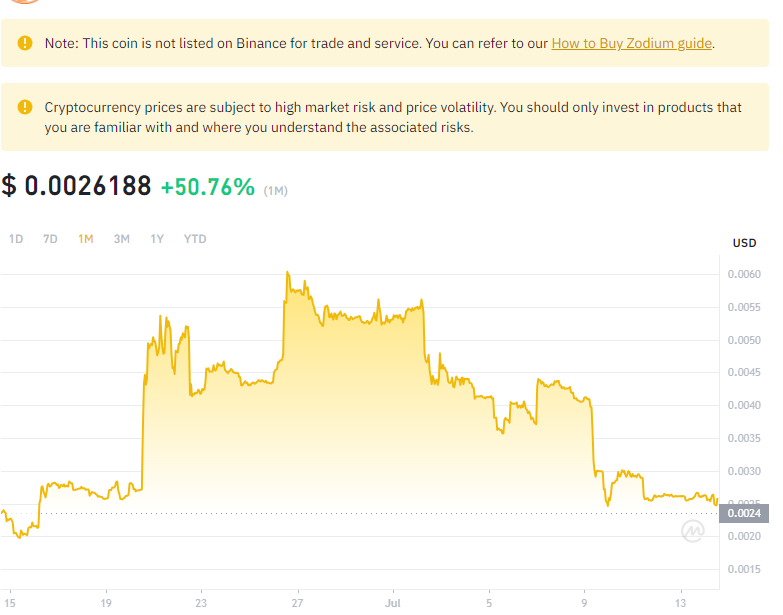 Note: This coin is not listed on Binance for trade and service. You can refer to our How to Buy Zodium guide.
Cryptocurrency prices are subject to high market risk and price volatility. You should only invest in products that
you are familiar with and where you understand the associated risks.
$ 0.0026188 +50.76% (1M)
1D 7D 1M 3M 1Y YTD
USD
0.0060
0.0055
0.0050
0.0045
0.0040
0.0035
0.0030
0.0025
0.0024
0.0020
0.0015
15 19 23 27 Jul 5 9 13